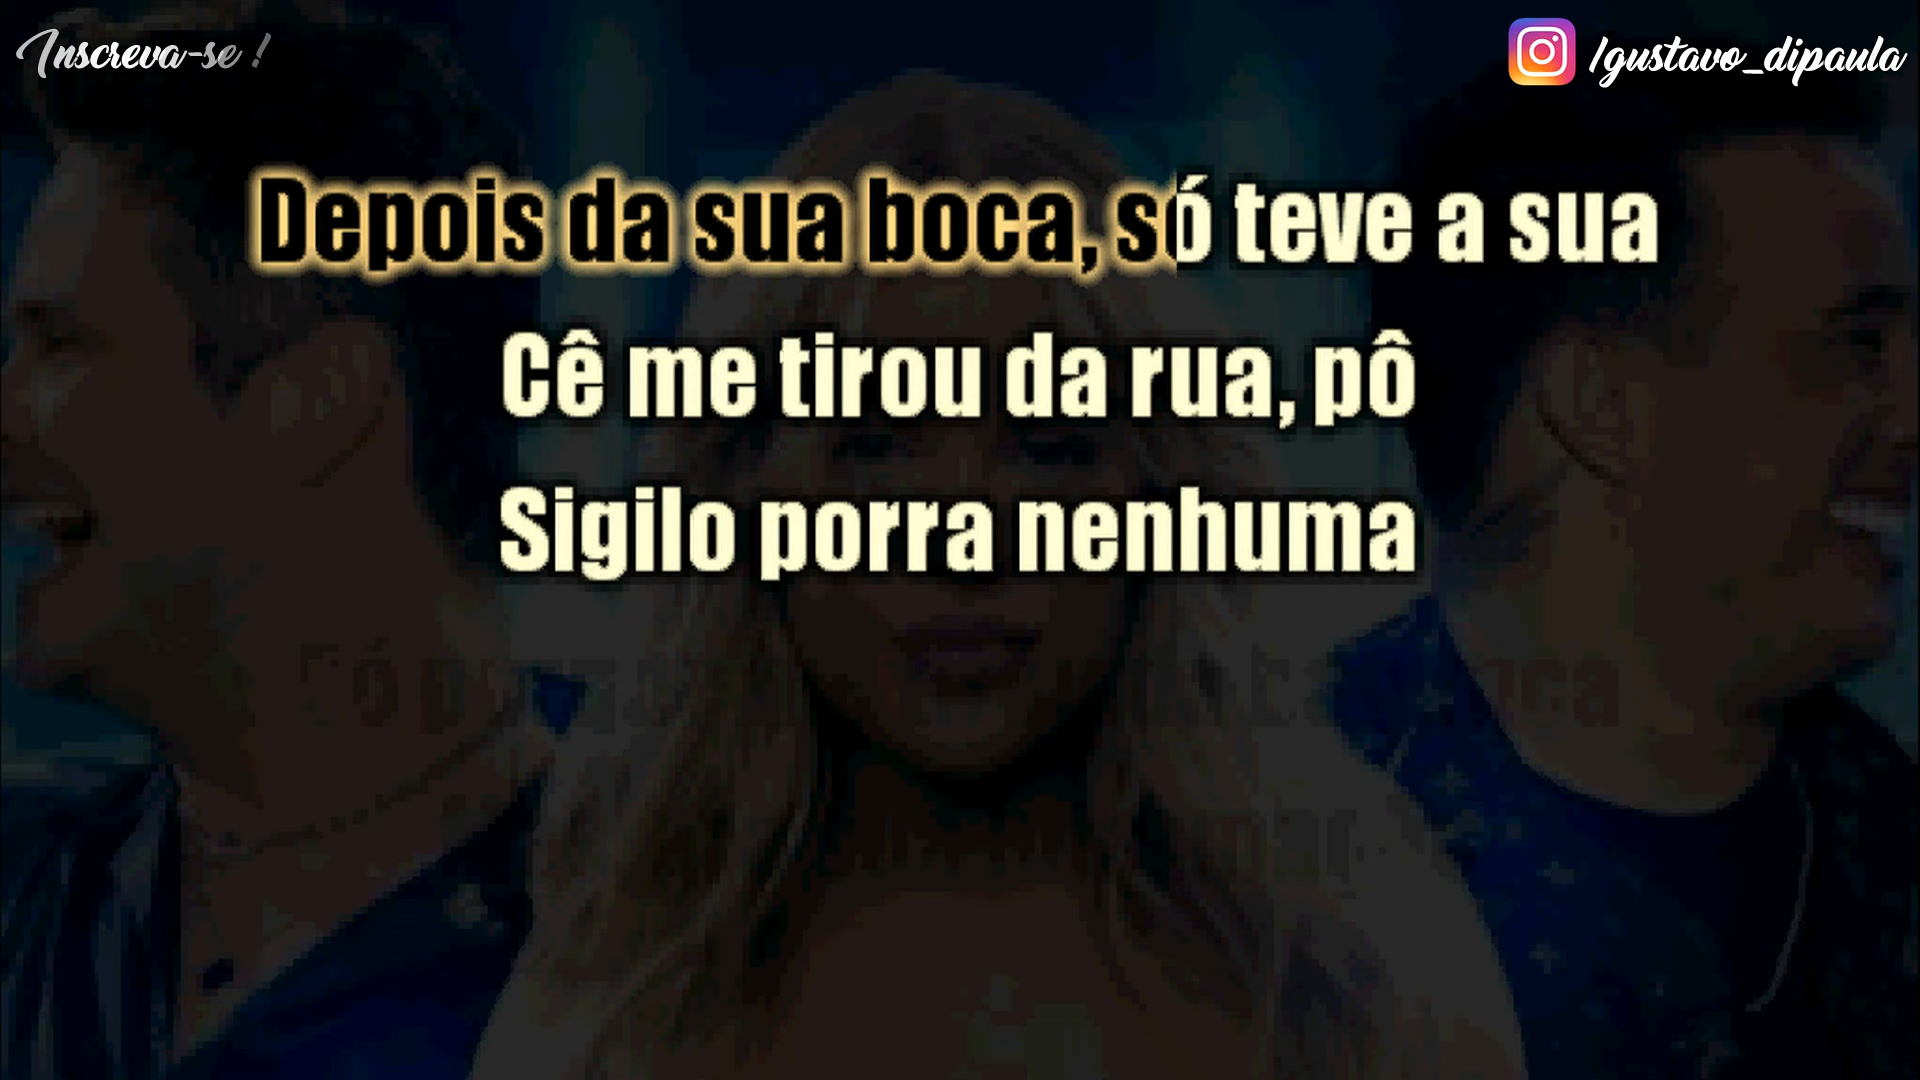 Inscreva-se !
/gustavo_dipaula
Depois da sua boca, só teve a sua
Cê me tirou da rua, pô
Sigilo porra nenhuma